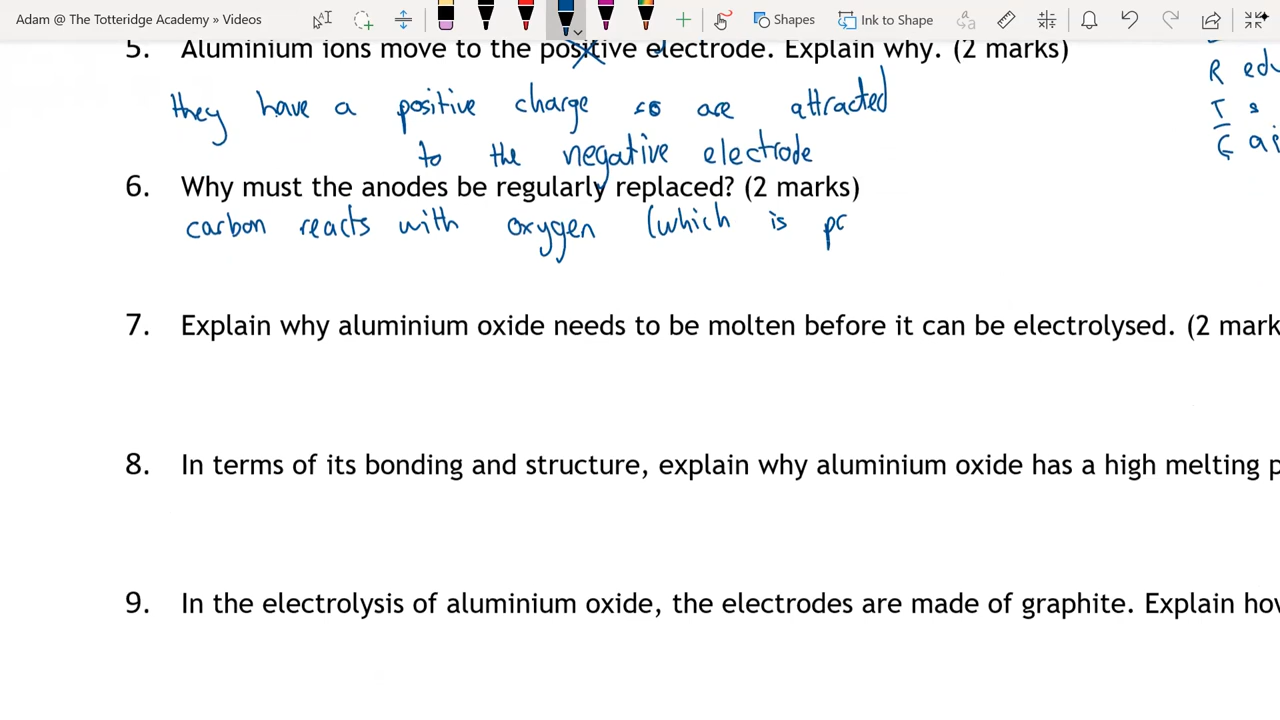 Adam @ The Totteridge Academy » Videos
Shapes
Ink to Shape
5. Aluminium ions move to the positive electrode. Explain why. (2 marks)
they have a positive charge so are attracted
to the negative electrode
R edu
I s
G ai
6. Why must the anodes be regularly replaced? (2 marks)
carbon reacts with oxygen (which is po
7. Explain why aluminium oxide needs to be molten before it can be electrolysed. (2 mark
8. In terms of its bonding and structure, explain why aluminium oxide has a high melting p
9. In the electrolysis of aluminium oxide, the electrodes are made of graphite. Explain how